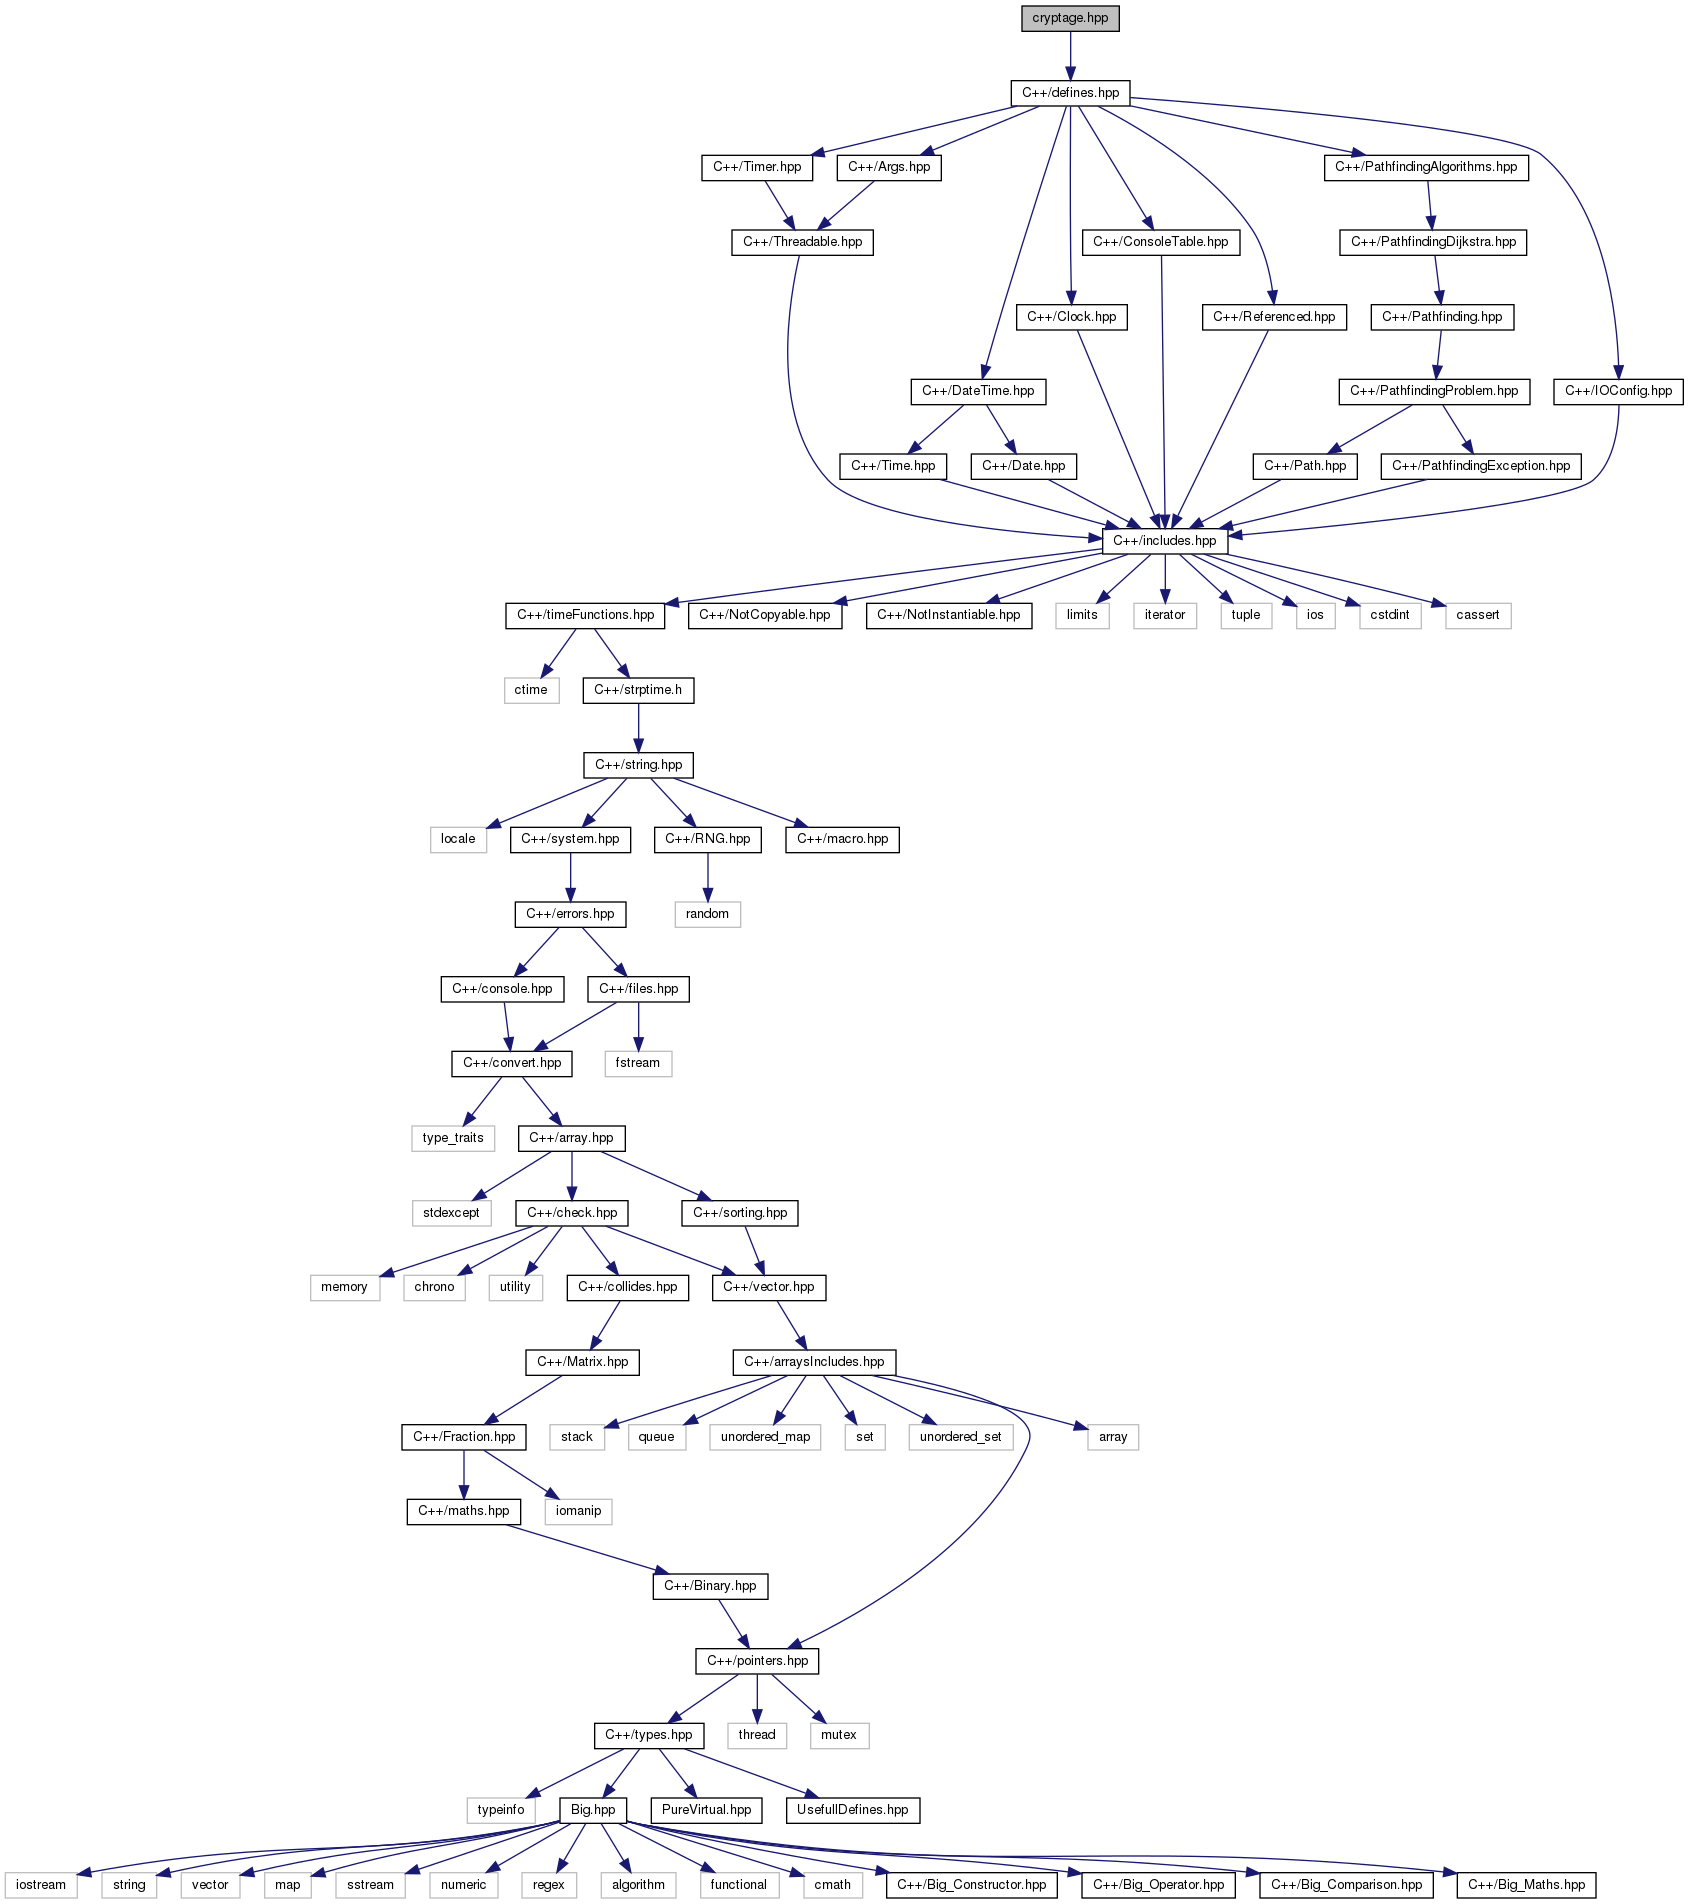 cryptage.hpp
C++/defines.hpp
C++/Timer.hpp
C++/Args.hpp
C++/PathfindingAlgorithms.hpp
C++/Threadable.hpp
C++/ConsoleTable.hpp
C++/PathfindingDijkstra.hpp
C++/Clock.hpp
C++/Referenced.hpp
C++/Pathfinding.hpp
C++/DateTime.hpp
C++/PathfindingProblem.hpp
C++/IOConfig.hpp
C++/Time.hpp
C++/Date.hpp
C++/Path.hpp
C++/PathfindingException.hpp
C++/includes.hpp
C++/timeFunctions.hpp
C++/NotCopyable.hpp
C++/NotInstantiable.hpp
limits
iterator
tuple
ios
cstdint
cassert
ctime
C++/strptime.h
C++/string.hpp
locale
C++/system.hpp
C++/RNG.hpp
C++/macro.hpp
C++/errors.hpp
random
C++/console.hpp
C++/files.hpp
C++/convert.hpp
fstream
type_traits
C++/array.hpp
stdexcept
C++/check.hpp
C++/sorting.hpp
memory
chrono
utility
C++/collides.hpp
C++/vector.hpp
C++/Matrix.hpp
C++/arraysIncludes.hpp
C++/Fraction.hpp
stack
queue
unordered_map
set
unordered_set
array
C++/maths.hpp
iomanip
C++/Binary.hpp
C++/pointers.hpp
C++/types.hpp
thread
mutex
typeinfo
Big.hpp
PureVirtual.hpp
UsefullDefines.hpp
iostream
string
vector
map
sstream
numeric
regex
algorithm
functional
cmath
C++/Big_Constructor.hpp
C++/Big_Operator.hpp
C++/Big_Comparison.hpp
C++/Big_Maths.hpp